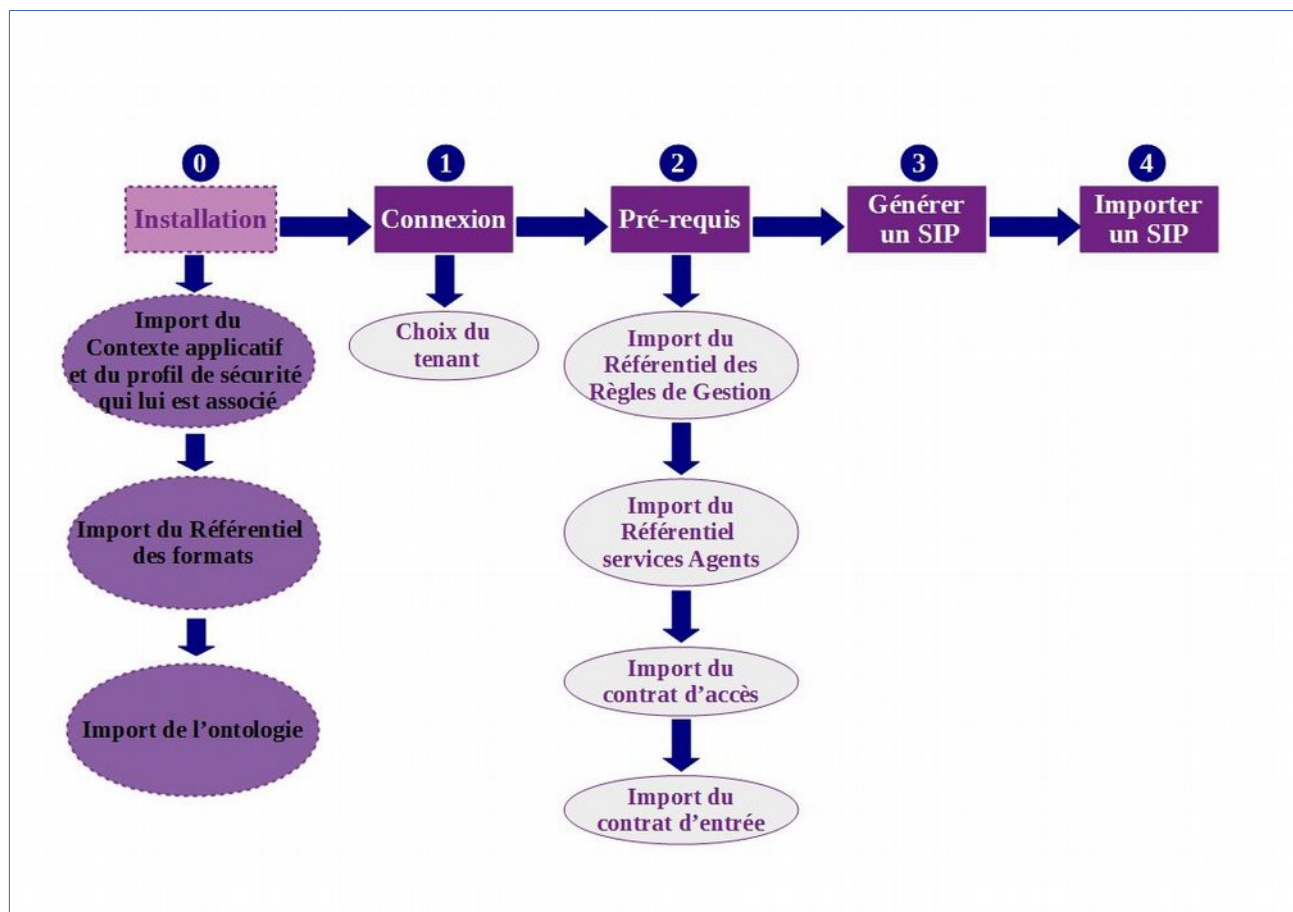 0
Installation
Import du
Contexte applicatif
et du profil de sécurité
qui lui est associé
Import du Référentiel
des formats
Import de l’ontologie
1
Connexion
Choix du
tenant
2
Pré-requis
Import du
Référentiel des
Règles de Gestion
Import du
Référentiel
services Agents
Import du
contrat d’accès
Import du
contrat d’entrée
3
Générer
un SIP
4
Importer
un SIP